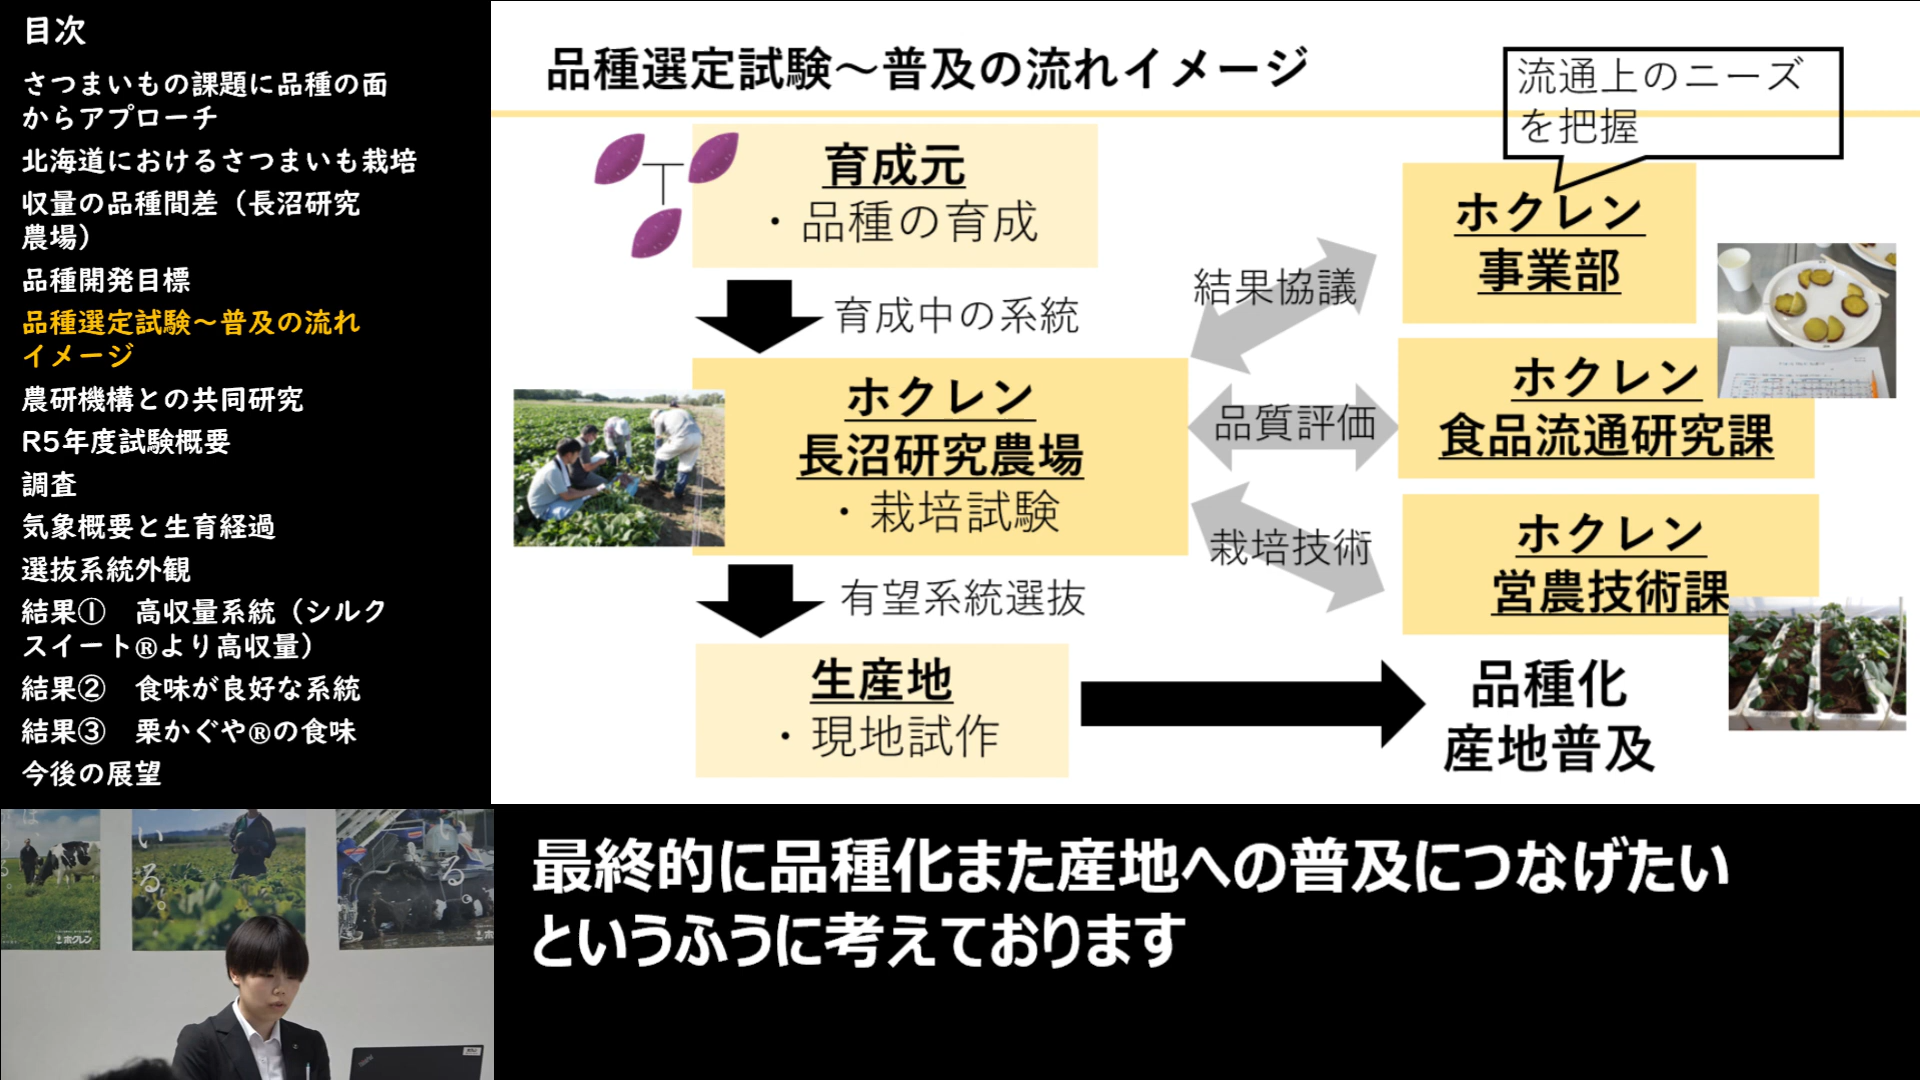 目次
さつまいもの課題に品種の面
からアプローチ
北海道におけるさつまいも栽培
収量の品種間差（長沼研究
農場）
品種開発目標
品種選定試験～普及の流れ
イメージ
農研機構との共同研究
R5年度試験概要
調査
気象概要と生育経過
選抜系統外観
結果①　高収量系統（シルク
スイート®より高収量）
結果②　食味が良好な系統
結果③　栗かぐや®の食味
今後の展望
品種選定試験～普及の流れイメージ
流通上のニーズ
を把握
育成元
・品種の育成
育成中の系統
ホクレン
長沼研究農場
・栽培試験
有望系統選抜
生産地
・現地試作
結果協議
品質評価
栽培技術
ホクレン
事業部
ホクレン
食品流通研究課
ホクレン
営農技術課
品種化
産地普及
いる。
ホクレン
る。
最終的に品種化また産地への普及につなげたい
というふうに考えております